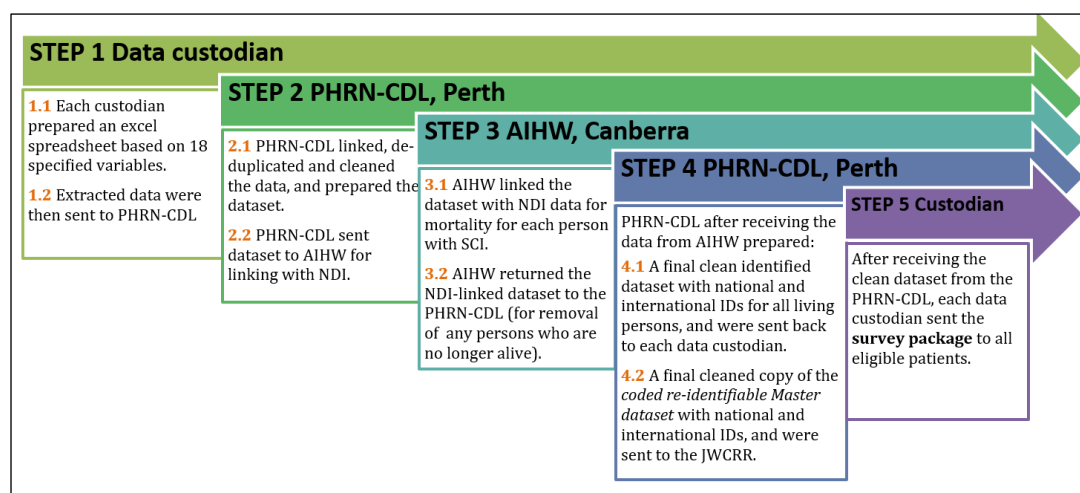 STEP 1 Data custodian
1.1 Each custodian
prepared an excel
spreadsheet based on 18
specified variables.
1.2 Extracted data were
then sent to PHRN-CDL
STEP 2 PHRN-CDL, Perth
2.1 PHRN-CDL linked, de-
duplicated and cleaned
the data, and prepared the
dataset.
2.2 PHRN-CDL sent
dataset to AIHW for
linking with NDI.
STEP 3 AIHW, Canberra
3.1 AIHW linked the
dataset with NDI data for
mortality for each person
with SCI.
3.2 AIHW returned the
NDI-linked dataset to the
PHRN-CDL (for removal
of any persons who are
no longer alive).
STEP 4 PHRN-CDL, Perth
PHRN-CDL after receiving the
data from AIHW prepared:
4.1 A final clean identified
dataset with national and
international IDs for all living
persons, and were sent back
to each data custodian.
4.2 A final cleaned copy of the
coded re-identifiable Master
dataset with national and
international IDs, and were
sent to the JWCRR.
STEP 5 Custodian
After receiving the
clean dataset from the
PHRN-CDL, each data
custodian sent the
survey package to all
eligible patients.